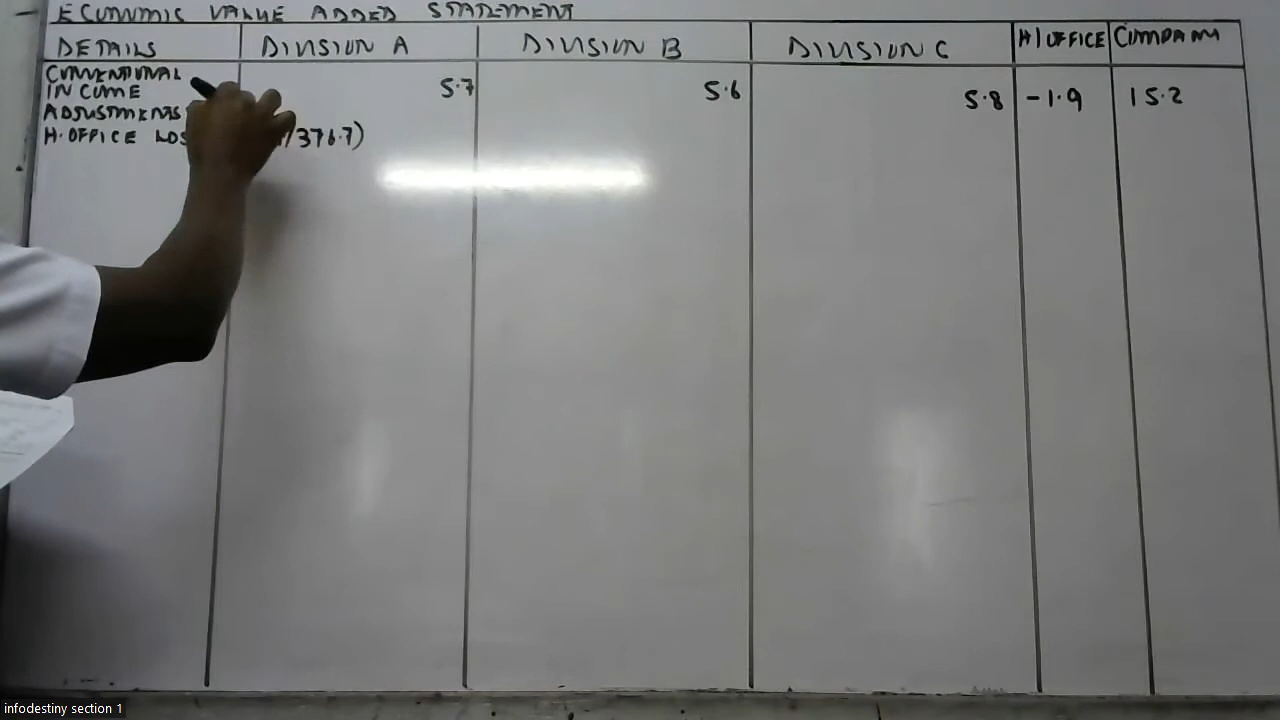 ECONOMIC VALUE ADDED STATEMENT
DETAILS DIVISION A DIVISION B DIVISION C H/OFFICE COMPANY
CONVENTIONAL
INCOME 5.7 5.6 5.8 -1.9 15.2
ADJUSTMENTS
H.OFFICE /376.7)
infodestiny section 1